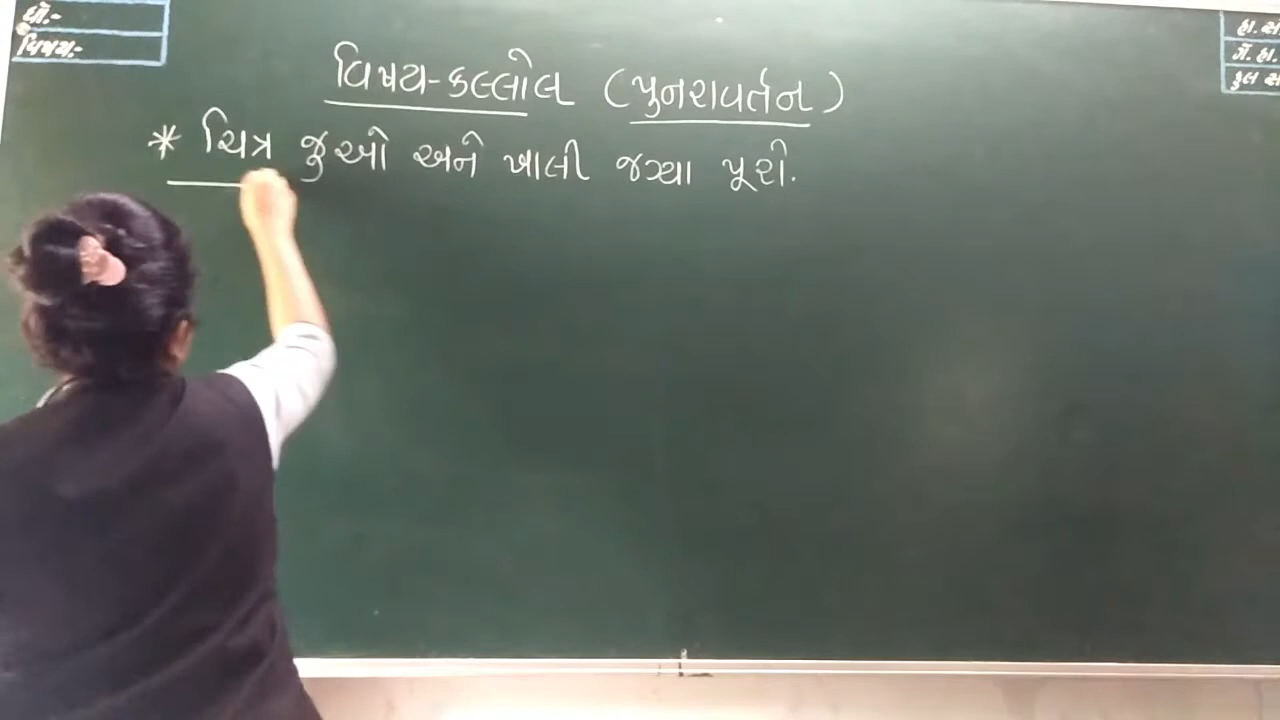 ધો.-
વિષય:-
હા. સ
ગે. હા.
કુલ સ
વિષય-કલ્લોલ (પુનરાવર્તન)
* ચિત્ર જુઓ અને ખાલી જગ્યા પૂરો.